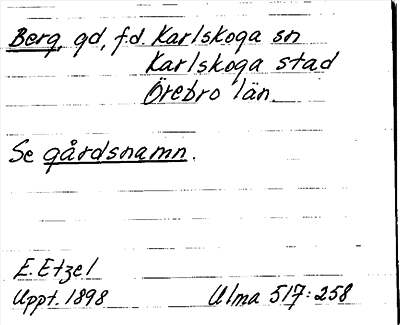 Berg, gd, f.d. Karlskoga sn
Karlskoga stad
Örebro län.
Se gårdsnamn.
E. Etzel
Uppt. 1898
Ulma 517:258